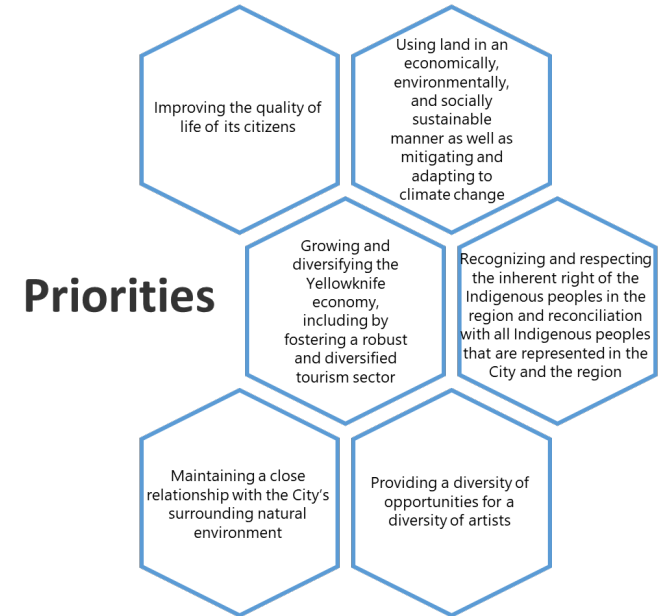 Improving the quality of
life of its citizens
Using land in an
economically,
environmentally,
and socially
sustainable
manner as well as
mitigating and
adapting to
climate change
Priorities
Growing and
diversifying the
Yellowknife
economy,
including by
fostering a robust
and diversified
tourism sector
Recognizing and respecting
the inherent right of the
Indigenous peoples in the
region and reconciliation
with all Indigenous peoples
that are represented in the
City and the region
Maintaining a close
relationship with the City's
surrounding natural
environment
Providing a diversity of
opportunities for a
diversity of artists